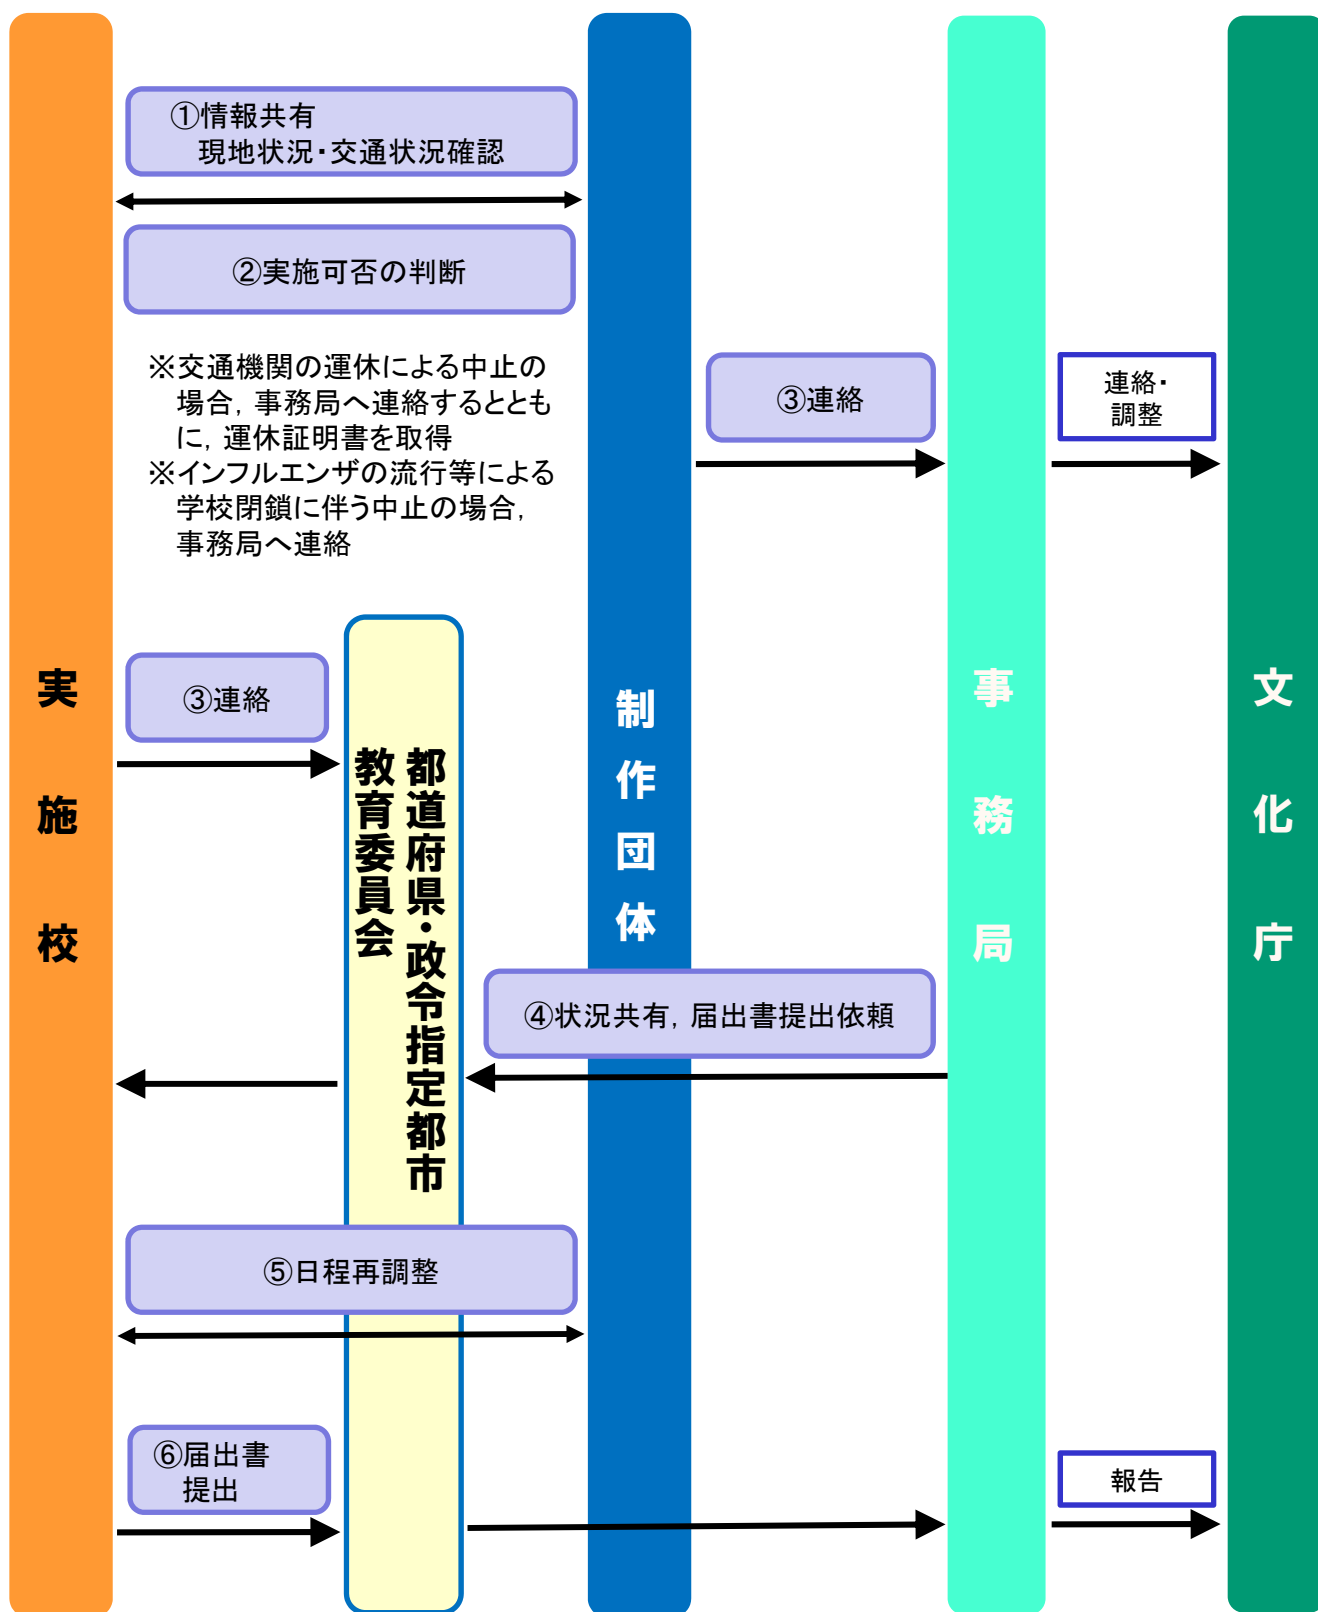 ①情報共有
現地状況・交通状況確認
②実施可否の判断
※交通機関の運休による中止の
場合，事務局へ連絡するととも
に，運休証明書を取得
※インフルエンザの流行等による
学校閉鎖に伴う中止の場合，
事務局へ連絡
③連絡
連絡・
調整
実施校
③連絡
都道府県・政令指定都市
教育委員会
制作団体
事務局
文化庁
④状況共有，届出書提出依頼
⑤日程再調整
⑥届出書
提出
報告